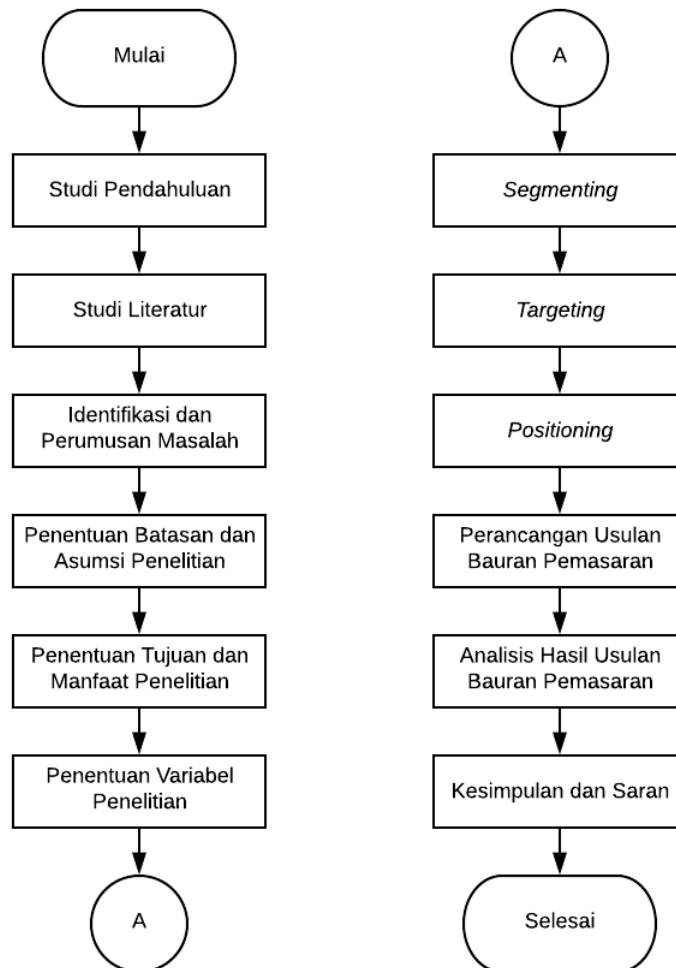 Mulai
Studi Pendahuluan
Studi Literatur
Identifikasi dan
Perumusan Masalah
Penentuan Batasan dan
Asumsi Penelitian
Penentuan Tujuan dan
Manfaat Penelitian
Penentuan Variabel
Penelitian
A
A
Segmenting
Targeting
Positioning
Perancangan Usulan
Bauran Pemasaran
Analisis Hasil Usulan
Bauran Pemasaran
Kesimpulan dan Saran
Selesai